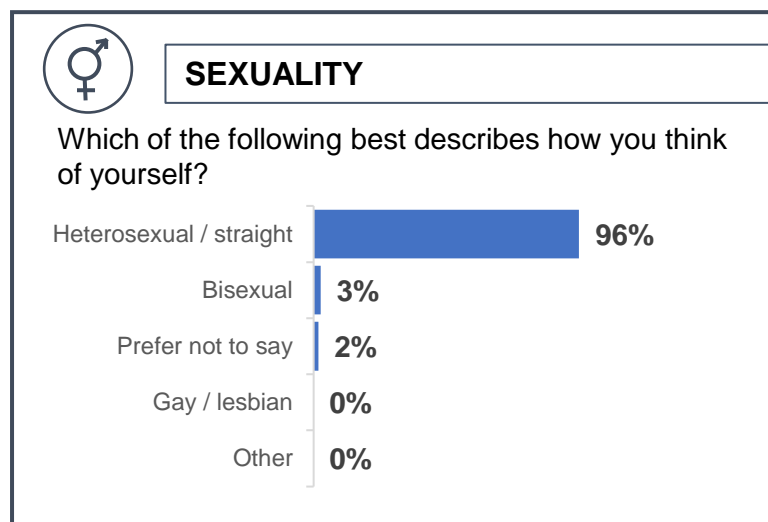 SEXUALITY
Which of the following best describes how you think
of yourself?
Heterosexual / straight 96%
Bisexual 3%
Prefer not to say 2%
Gay / lesbian 0%
Other 0%